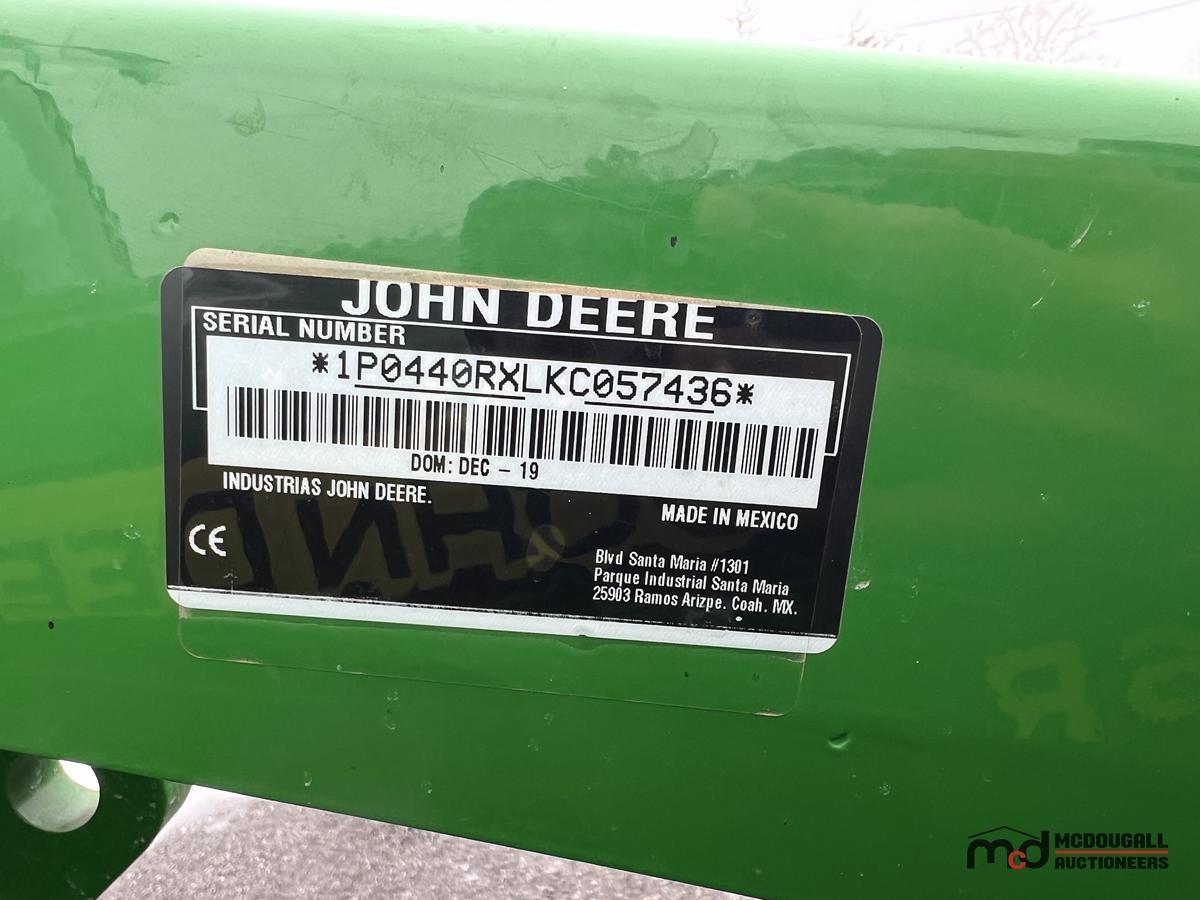 JOHN DEERE
SERIAL NUMBER
*1P0440RXLKC057436*
DOM: DEC - 19
INDUSTRIAS JOHN DEERE.
MADE IN MEXICO
CE
Blvd Santa Maria #1301
Parque Industrial Santa Maria
25903 Ramos Arizpe. Coah. MX.
mcd MCDOUGALL
AUCTIONEERS